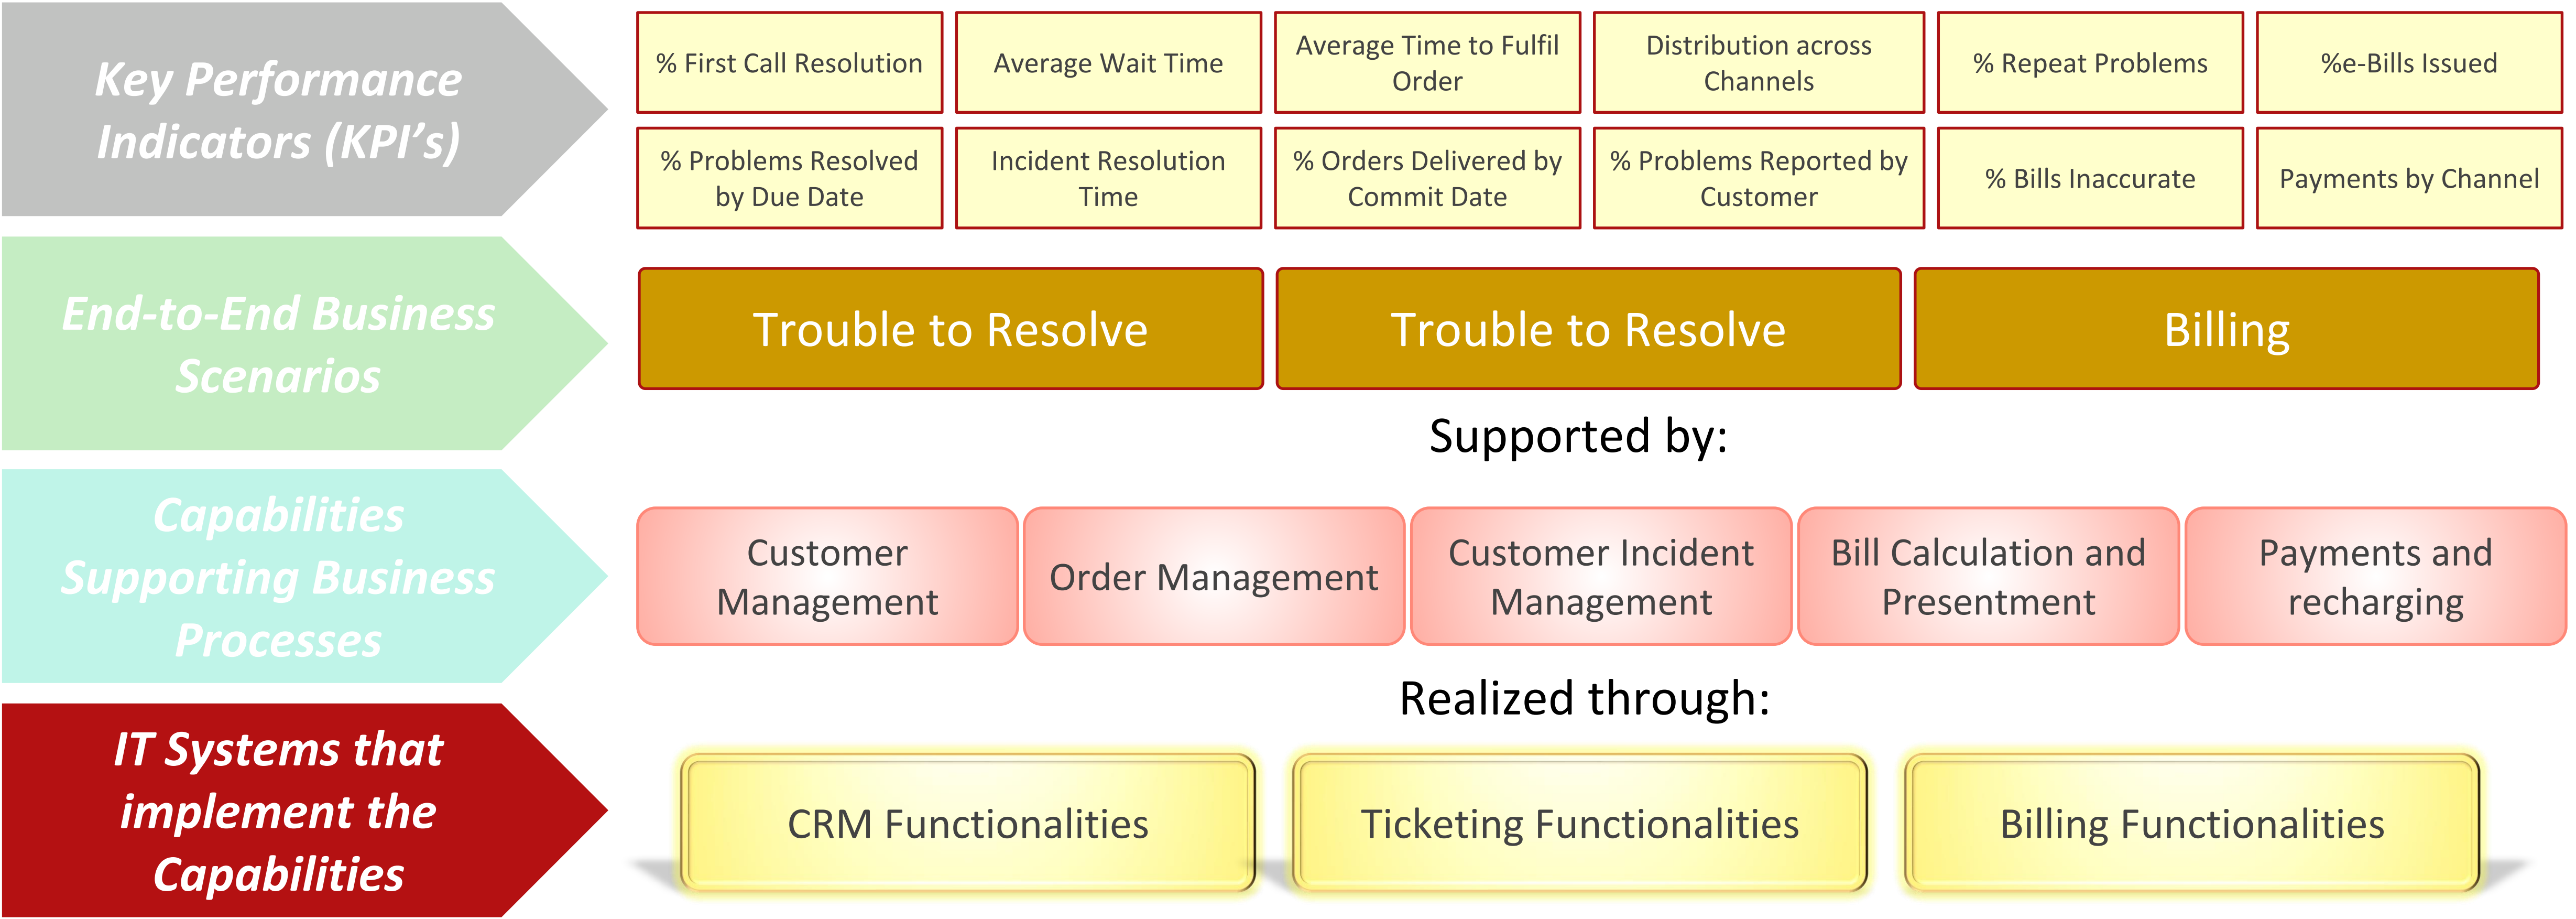 Key Performance
Indicators (KPI’s)
% First Call Resolution
Average Wait Time
Average Time to Fulfil
Order
Distribution across
Channels
% Repeat Problems
%e-Bills Issued
% Problems Resolved
by Due Date
Incident Resolution
Time
% Orders Delivered by
Commit Date
% Problems Reported by
Customer
% Bills Inaccurate
Payments by Channel
End-to-End Business
Scenarios
Trouble to Resolve
Trouble to Resolve
Billing
Supported by:
Capabilities
Supporting Business
Processes
Customer
Management
Order Management
Customer Incident
Management
Bill Calculation and
Presentment
Payments and
recharging
Realized through:
IT Systems that
implement the
Capabilities
CRM Functionalities
Ticketing Functionalities
Billing Functionalities